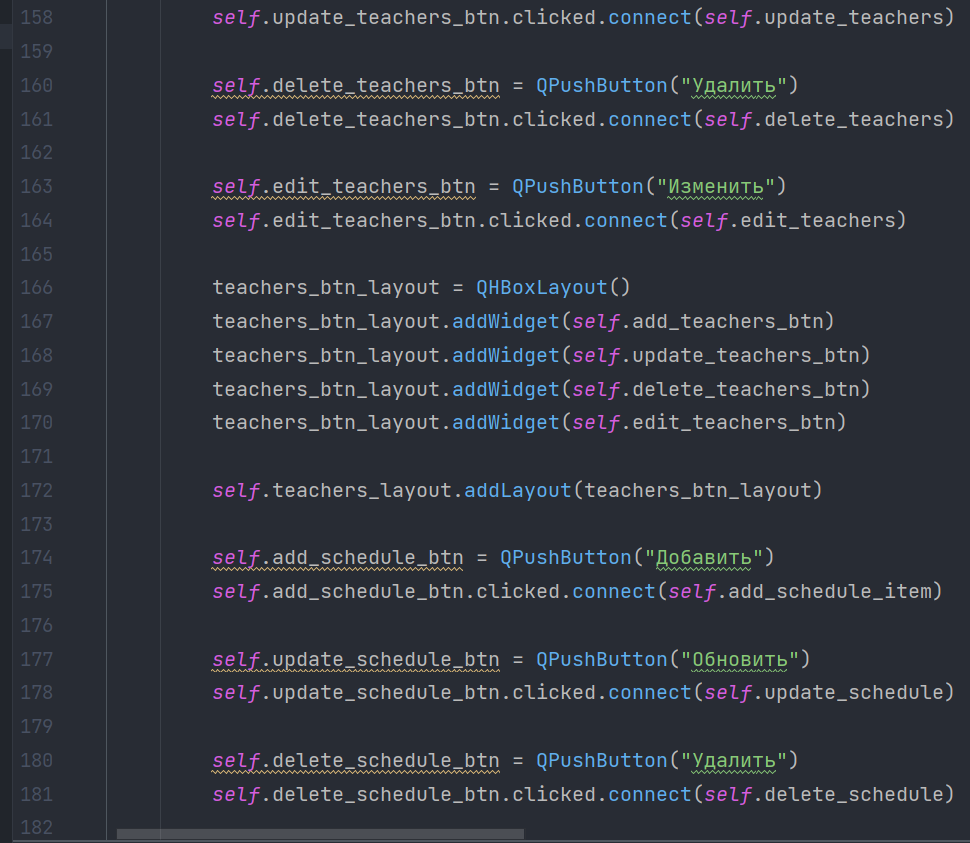 158 self.update_teachers_btn.clicked.connect(self.update_teachers)
159
160 self.delete_teachers_btn = QPushButton("Удалить")
161 self.delete_teachers_btn.clicked.connect(self.delete_teachers)
162
163 self.edit_teachers_btn = QPushButton("Изменить")
164 self.edit_teachers_btn.clicked.connect(self.edit_teachers)
165
166 teachers_btn_layout = QHBoxLayout()
167 teachers_btn_layout.addWidget(self.add_teachers_btn)
168 teachers_btn_layout.addWidget(self.update_teachers_btn)
169 teachers_btn_layout.addWidget(self.delete_teachers_btn)
170 teachers_btn_layout.addWidget(self.edit_teachers_btn)
171
172 self.teachers_layout.addLayout(teachers_btn_layout)
173
174 self.add_schedule_btn = QPushButton("Добавить")
175 self.add_schedule_btn.clicked.connect(self.add_schedule_item)
176
177 self.update_schedule_btn = QPushButton("Обновить")
178 self.update_schedule_btn.clicked.connect(self.update_schedule)
179
180 self.delete_schedule_btn = QPushButton("Удалить")
181 self.delete_schedule_btn.clicked.connect(self.delete_schedule)
182